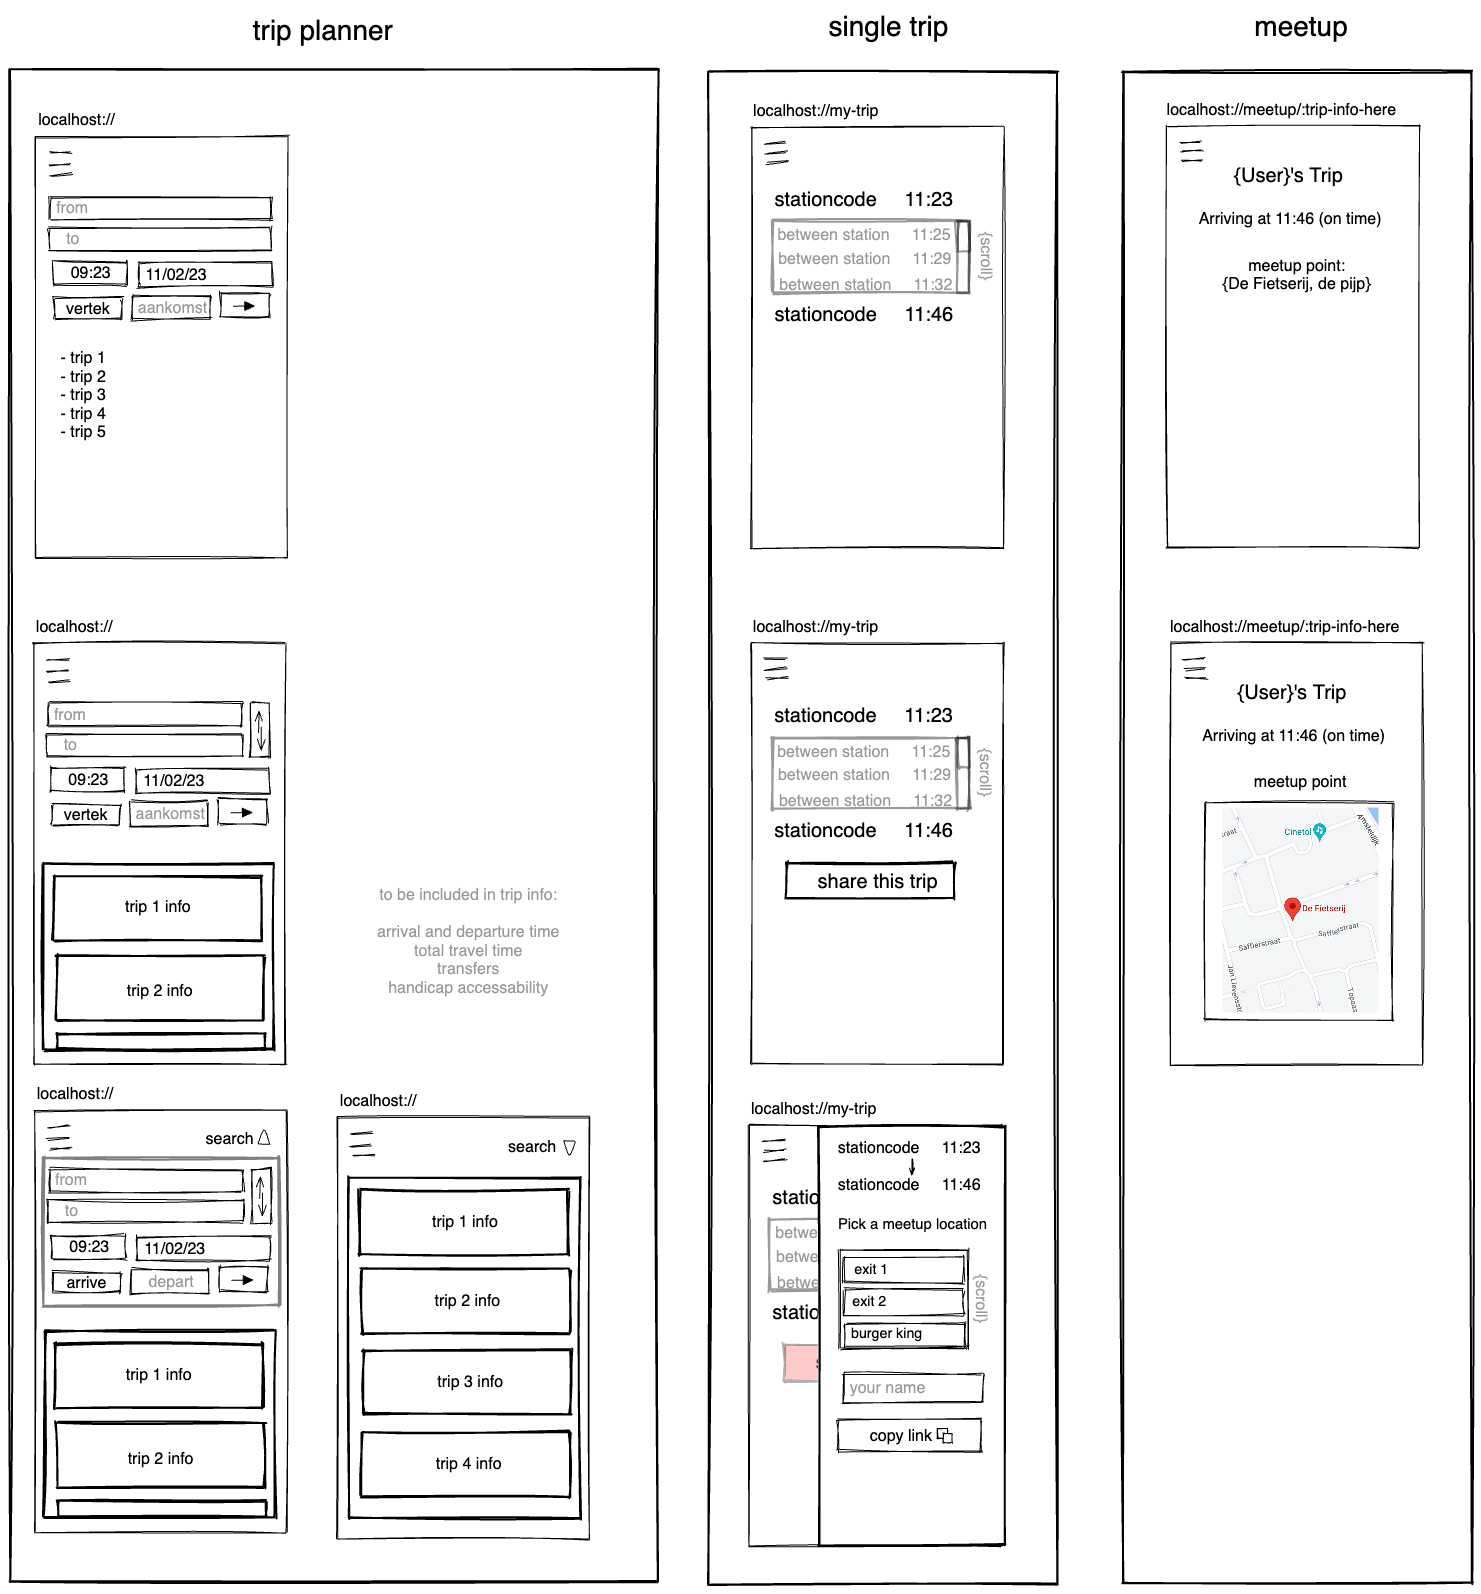 trip planner
localhost://
from
to
09:23
11/02/23
vertek
aankomst
- trip 1
- trip 2
- trip 3
- trip 4
- trip 5
localhost://
from
to
09:23
11/02/23
vertek
aankomst
trip 1 info
trip 2 info
to be included in trip info:
arrival and departure time
total travel time
transfers
handicap accessability
localhost://
search
from
to
09:23
11/02/23
arrive
depart
trip 1 info
trip 2 info
localhost://
search
trip 1 info
trip 2 info
trip 3 info
trip 4 info
single trip
localhost://my-trip
stationcode 11:23
between station 11:25
between station 11:29
between station 11:32
{scroll}
stationcode 11:46
localhost://my-trip
stationcode 11:23
between station 11:25
between station 11:29
between station 11:32
{scroll}
stationcode 11:46
share this trip
localhost://my-trip
statio
betwe
betwe
betwe
statio
stationcode 11:23
stationcode 11:46
Pick a meetup location
exit 1
exit 2
burger king
{scroll}
your name
copy link
meetup
localhost://meetup/:trip-info-here
{User}'s Trip
Arriving at 11:46 (on time)
meetup point:
{De Fietserij, de pijp}
localhost://meetup/:trip-info-here
{User}'s Trip
Arriving at 11:46 (on time)
meetup point
raat
Cinetol
Amsteldijk
De Fietserij
Saffierstraat
Saffierstraat
Jan Lievensstr
Topaas